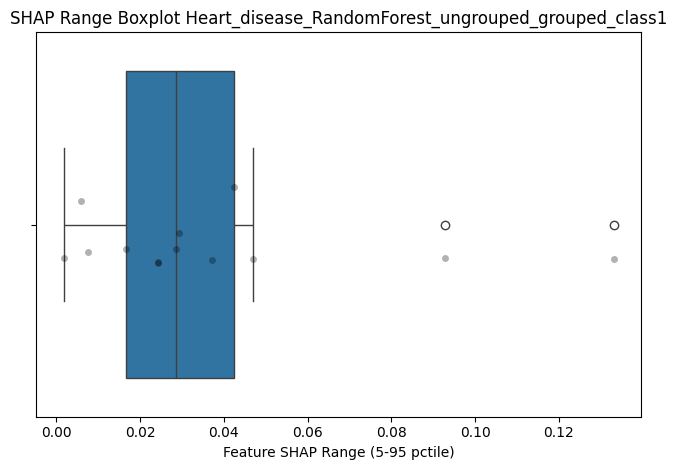 SHAP Range Boxplot Heart_disease_RandomForest_ungrouped_grouped_class1
0.00 0.02 0.04 0.06 0.08 0.10 0.12
Feature SHAP Range (5-95 pctile)